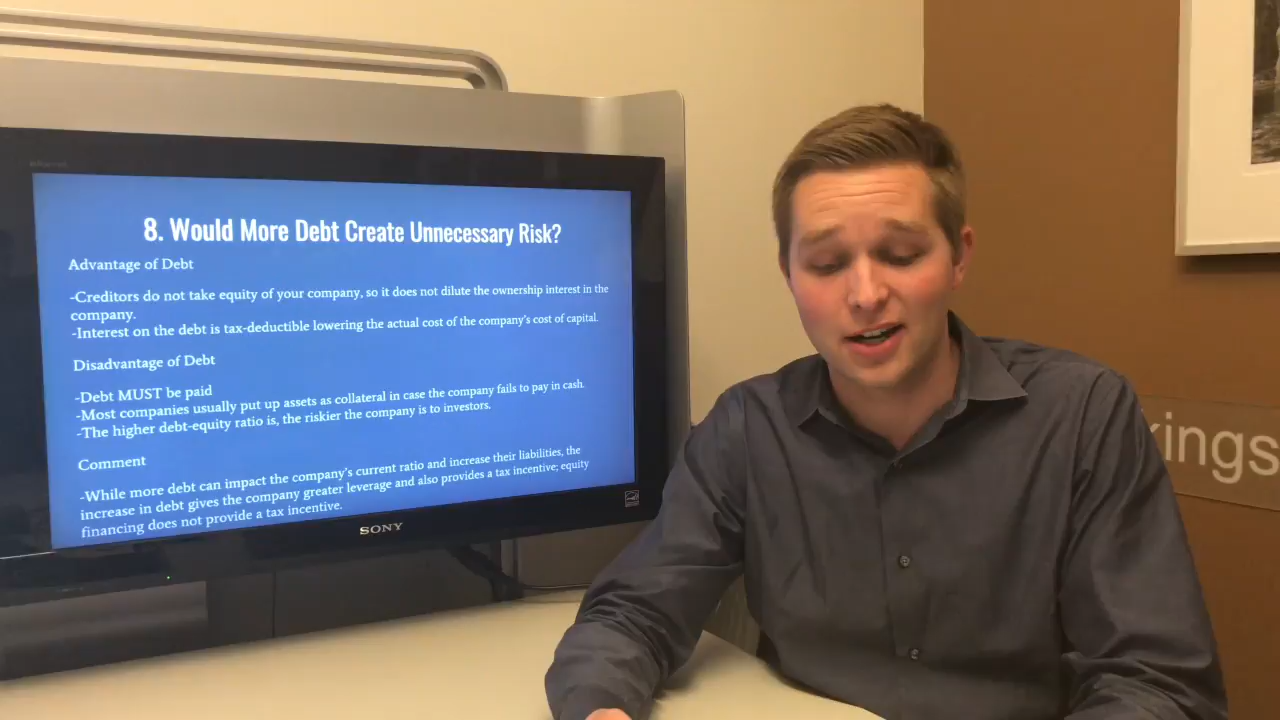 8. Would More Debt Create Unnecessary Risk?
Advantage of Debt
-Creditors do not take equity of your company, so it does not dilute the ownership interest in the
company.
-Interest on the debt is tax-deductible lowering the actual cost of the company's cost of capital.
Disadvantage of Debt
-Debt MUST be paid
-Most companies usually put up assets as collateral in case the company fails to pay in cash.
-The higher debt-equity ratio is, the riskier the company is to investors.
Comment
-While more debt can impact the company's current ratio and increase their liabilities, the
increase in debt gives the company greater leverage and also provides a tax incentive; equity
financing does not provide a tax incentive.
SONY
kings